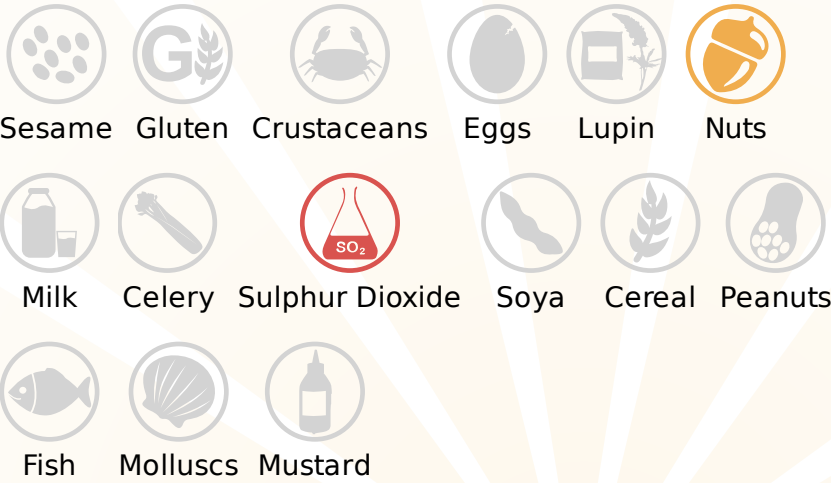 G
Sesame Gluten Crustaceans Eggs Lupin Nuts
SO₂
Milk Celery Sulphur Dioxide Soya Cereal Peanuts
Fish Molluscs Mustard